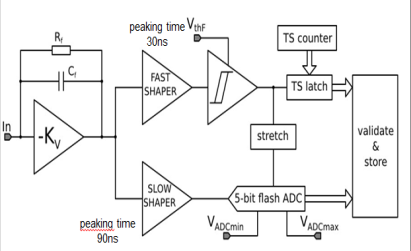 peaking time
30ns
VthF
TS counter
Rf
Cf
FAST
SHAPER
TS latch
In
-Kv
stretch
validate
&
store
SLOW
SHAPER
5-bit flash ADC
peaking time
90ns
VADCmin
VADCmax